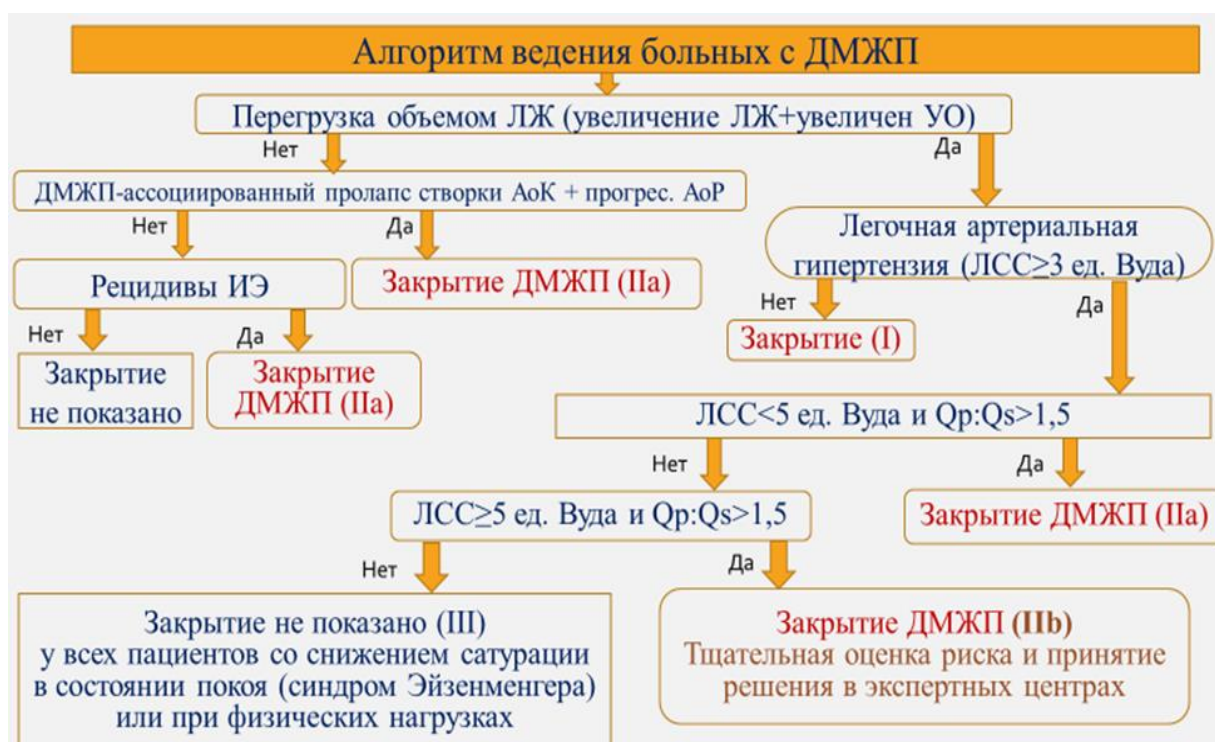 Алгоритм ведения больных с ДМЖП
Перегрузка объемом ЛЖ (увеличение ЛЖ+увеличен УО)
Нет
Да
ДМЖП-ассоциированный пролапс створки АоК + прогрес. АоР
Нет
Да
Легочная артериальная
гипертензия (ЛСС≥3 ед. Вуда)
Рецидивы ИЭ
Закрытие ДМЖП (IIa)
Нет
Да
Нет
Да
Закрытие (I)
Закрытие
не показано
Закрытие
ДМЖП (IIa)
ЛСС<5 ед. Вуда и Qp:Qs>1,5
Нет
Да
ЛСС≥5 ед. Вуда и Qp:Qs>1,5
Закрытие ДМЖП (IIa)
Нет
Да
Закрытие не показано (III)
у всех пациентов со снижением сатурации
в состоянии покоя (синдром Эйзенменгера)
или при физических нагрузках
Закрытие ДМЖП (IIb)
Тщательная оценка риска и принятие
решения в экспертных центрах